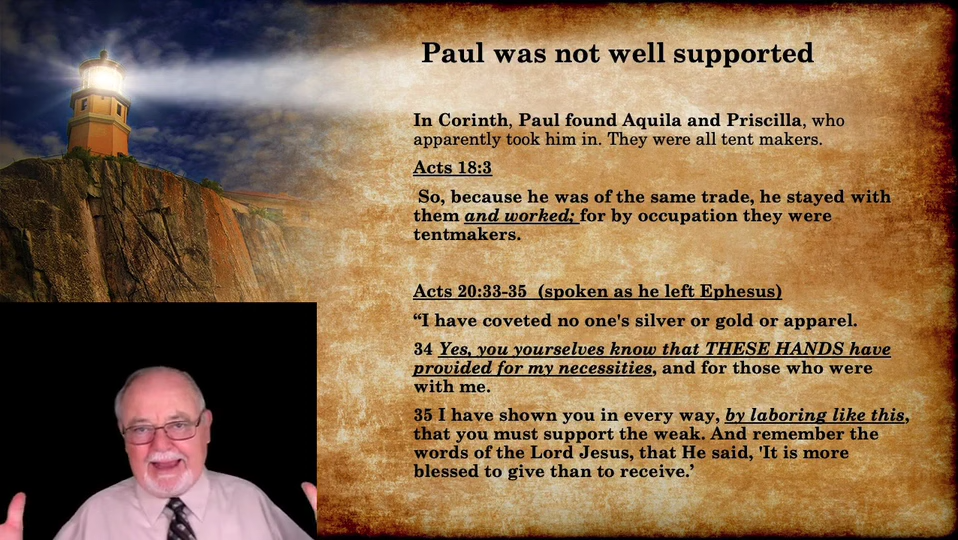 Paul was not well supported
In Corinth, Paul found Aquila and Priscilla, who
apparently took him in. They were all tent makers.
Acts 18:3
So, because he was of the same trade, he stayed with
them and worked; for by occupation they were
tentmakers.
Acts 20:33-35 (spoken as he left Ephesus)
“I have coveted no one's silver or gold or apparel.
34 Yes, you yourselves know that THESE HANDS have
provided for my necessities, and for those who were
with me.
35 I have shown you in every way, by laboring like this,
that you must support the weak. And remember the
words of the Lord Jesus, that He said, 'It is more
blessed to give than to receive.’